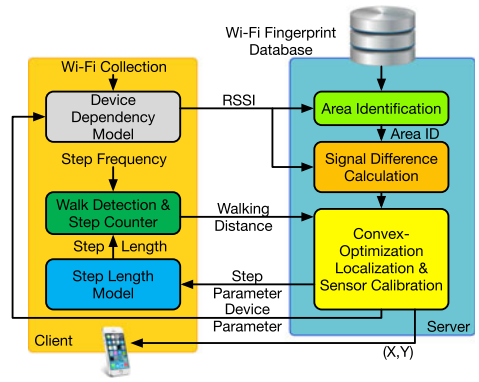 Wi-Fi Fingerprint
Database
Wi-Fi Collection
Device
Dependency
Model
RSSI
Area Identification
Area ID
Step Frequency
Signal Difference
Calculation
Walk Detection &
Step Counter
Walking
Distance
Convex-
Optimization
Localization &
Sensor Calibration
Step Length
Step Length
Model
Step
Parameter
Device
Parameter
Client
Server
(X,Y)